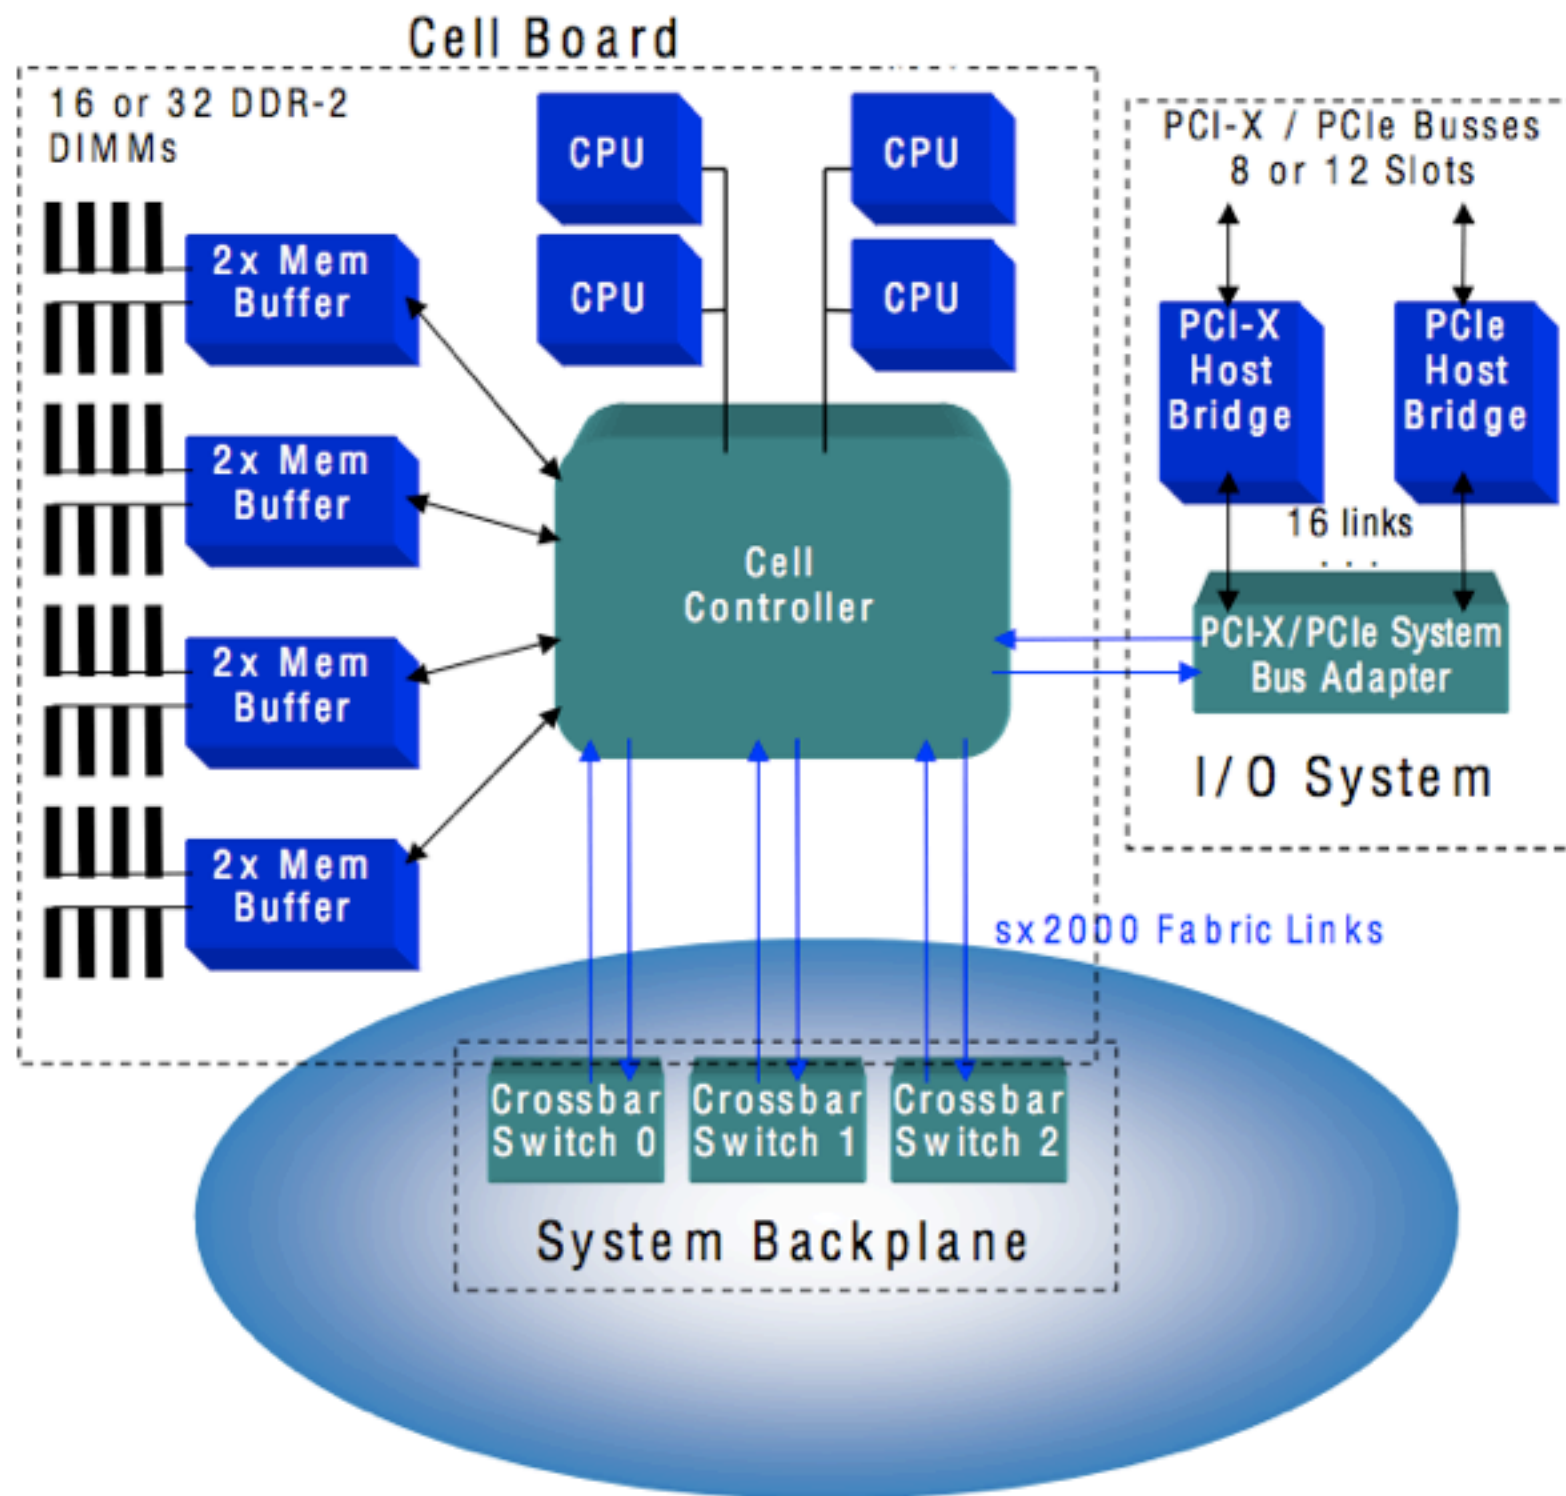 Cell Board
16 or 32 DDR-2
DIMMs
CPU
CPU
CPU
CPU
2x Mem
Buffer
2x Mem
Buffer
2x Mem
Buffer
2x Mem
Buffer
Cell
Controller
PCI-X / PCIe Busses
8 or 12 Slots
PCI-X
Host
Bridge
PCIe
Host
Bridge
16 links
. . .
PCI-X/PCIe System
Bus Adapter
I/O System
sx2000 Fabric Links
Crossbar
Switch 0
Crossbar
Switch 1
Crossbar
Switch 2
System Backplane